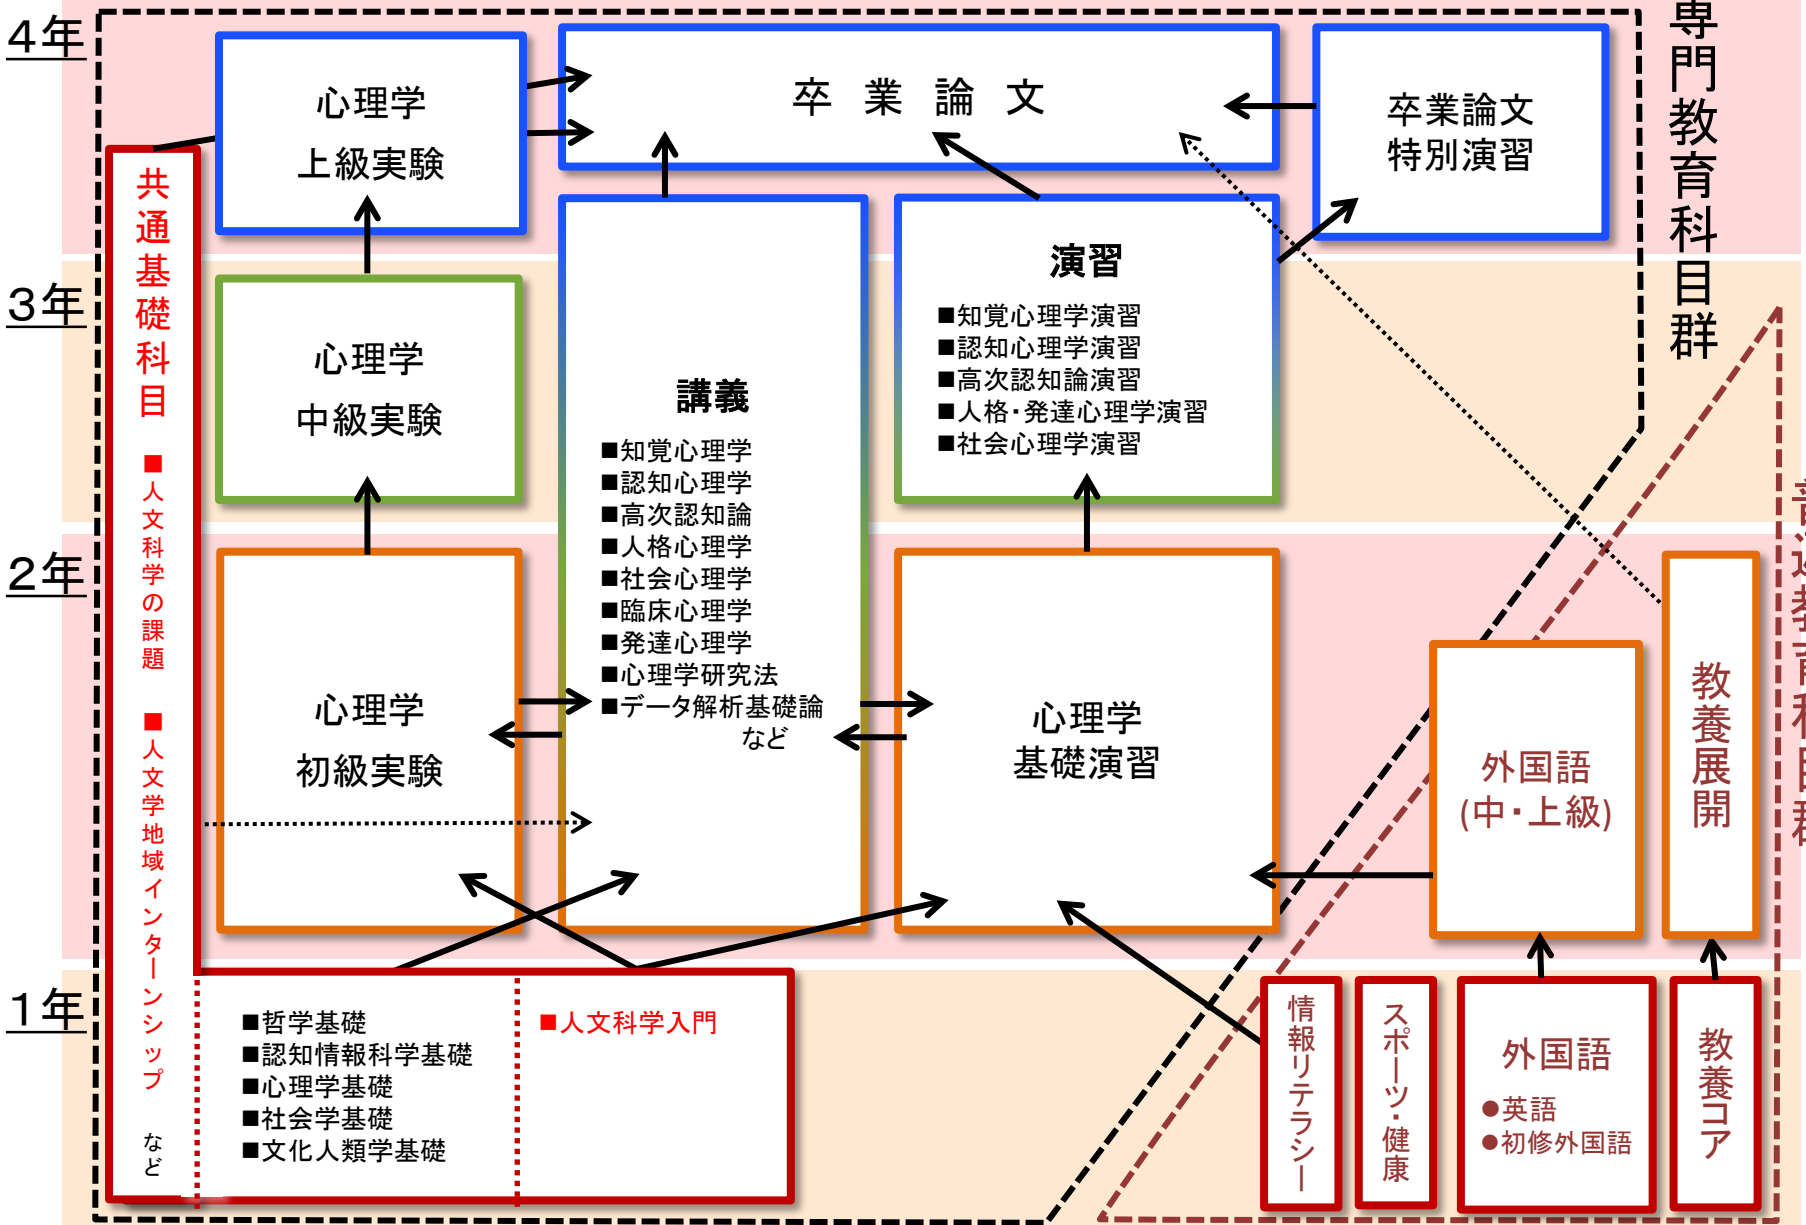 専門教育科目群
4年
心理学
上級実験
卒業論文
卒業論文
特別演習
共通基礎科目
■人文科学の課題
■人文学地域インターンシップ
など
3年
心理学
中級実験
講義
■知覚心理学
■認知心理学
■高次認知論
■人格心理学
■社会心理学
■臨床心理学
■発達心理学
■心理学研究法
■データ解析基礎論
など
演習
■知覚心理学演習
■認知心理学演習
■高次認知論演習
■人格・発達心理学演習
■社会心理学演習
2年
心理学
初級実験
心理学
基礎演習
外国語
(中・上級)
教養展開
普通教育科目群
1年
■哲学基礎
■認知情報科学基礎
■心理学基礎
■社会学基礎
■文化人類学基礎
■人文科学入門
情報リテラシー
スポーツ・健康
外国語
●英語
●初修外国語
教養コア